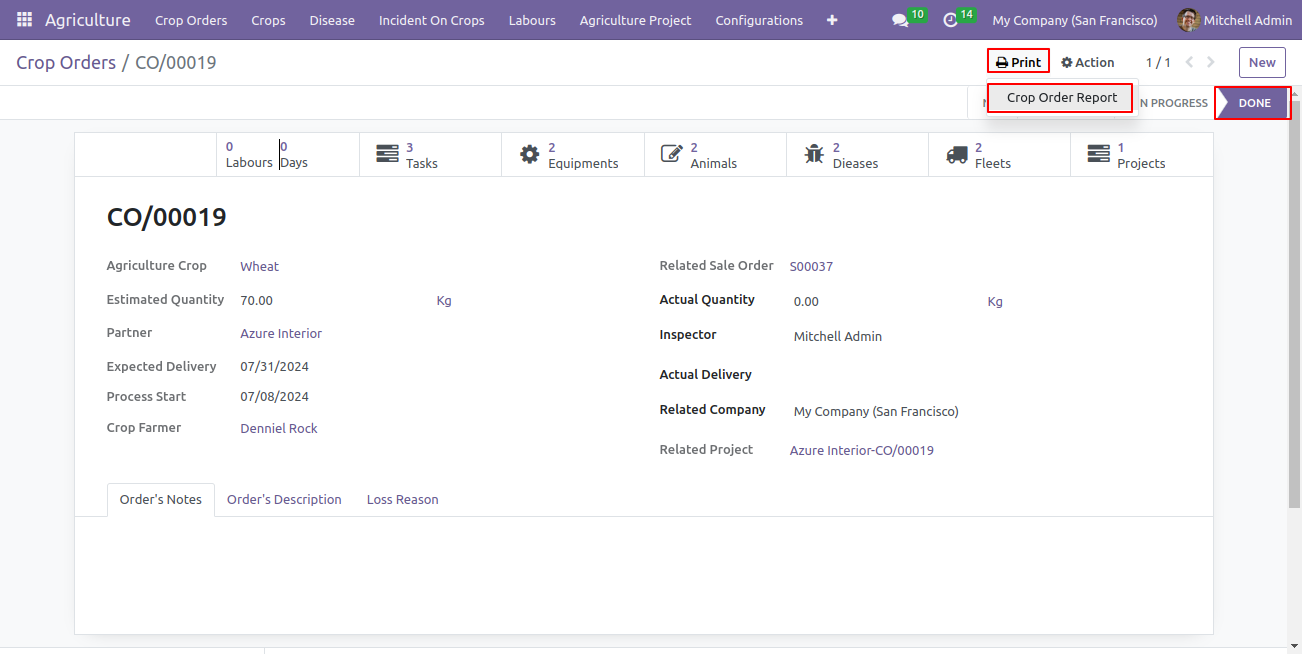 Agriculture Crop Orders Crops Disease Incident On Crops Labours Agriculture Project Configurations + 10 14 My Company (San Francisco) Mitchell Admin
Crop Orders / CO/00019 Print Action 1 / 1 New
Crop Order Report N PROGRESS DONE
0 Labours 0 Days 3 Tasks 2 Equipments 2 Animals 2 Dieases 2 Fleets 1 Projects
CO/00019
Agriculture Crop Wheat
Estimated Quantity 70.00 Kg
Partner Azure Interior
Expected Delivery 07/31/2024
Process Start 07/08/2024
Crop Farmer Denniel Rock
Related Sale Order S00037
Actual Quantity 0.00 Kg
Inspector Mitchell Admin
Actual Delivery
Related Company My Company (San Francisco)
Related Project Azure Interior-CO/00019
Order's Notes Order's Description Loss Reason